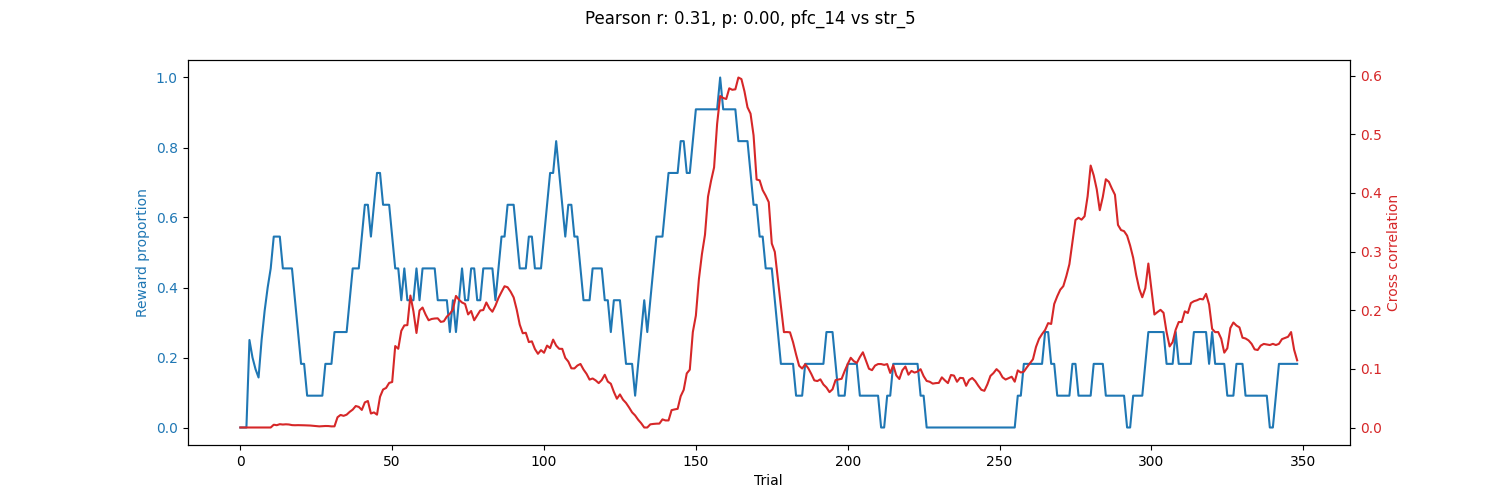 Pearson r: 0.31, p: 0.00, pfc_14 vs str_5
1.0
0.8
0.6
0.4
0.2
0.0
Reward proportion
0.6
0.5
0.4
0.3
0.2
0.1
0.0
Cross correlation
0 50 100 150 200 250 300 350
Trial